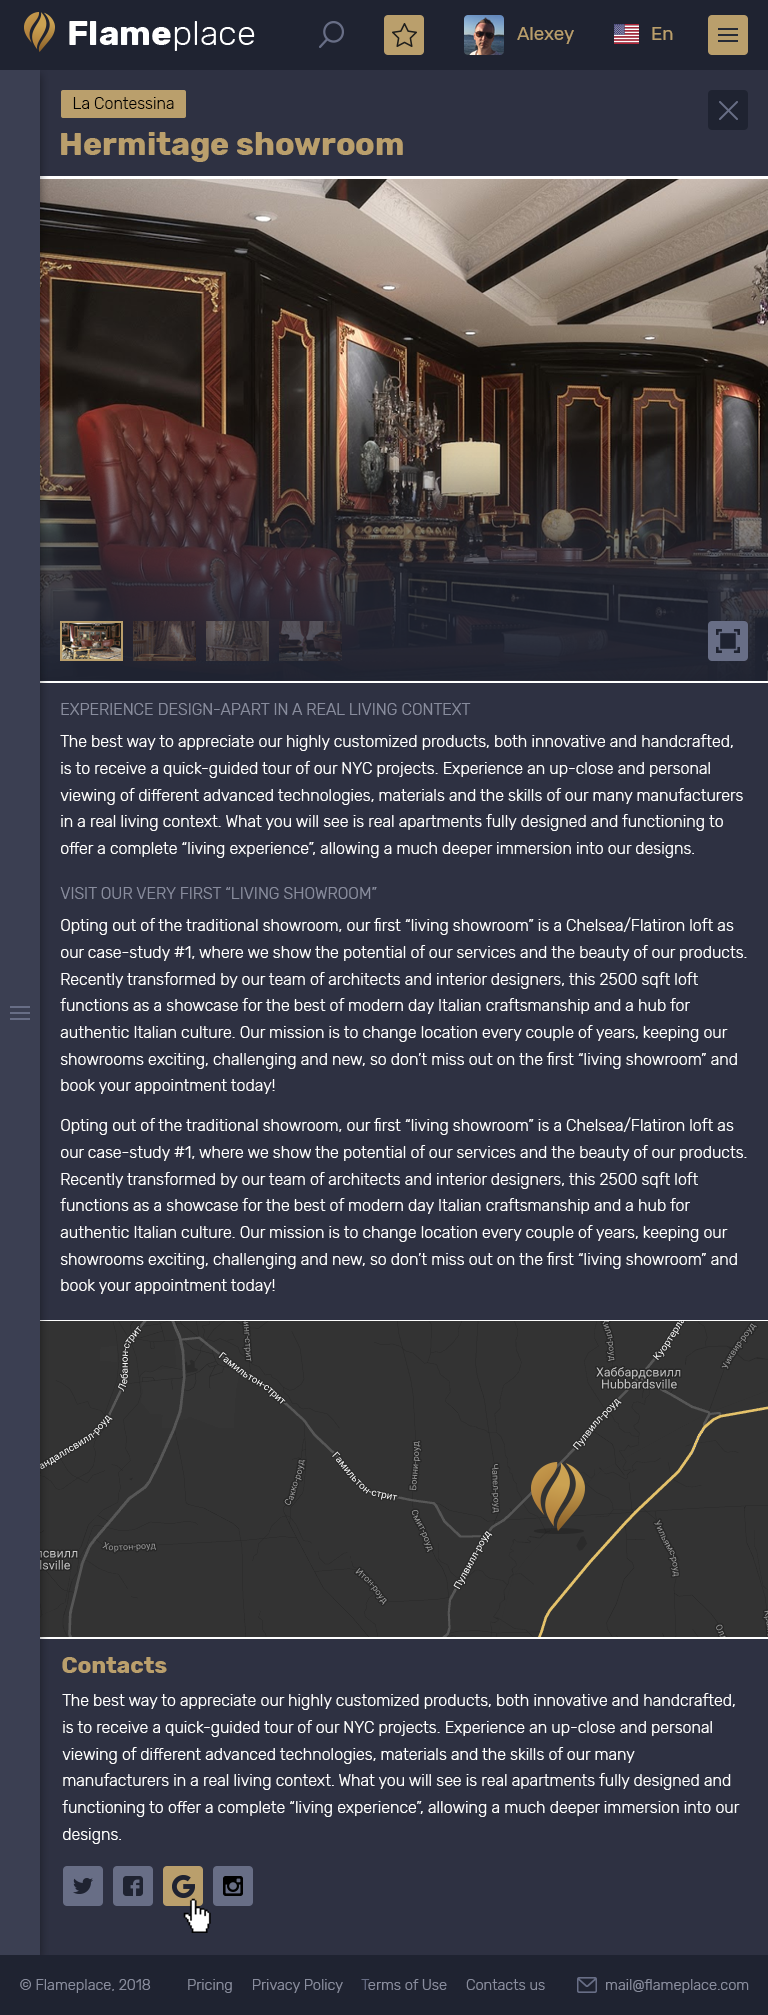 Flameplace
Alexey
En
La Contessina
Hermitage showroom
EXPERIENCE DESIGN-APART IN A REAL LIVING CONTEXT
The best way to appreciate our highly customized products, both innovative and handcrafted,
is to receive a quick-guided tour of our NYC projects. Experience an up-close and personal
viewing of different advanced technologies, materials and the skills of our many manufacturers
in a real living context. What you will see is real apartments fully designed and functioning to
offer a complete “living experience”, allowing a much deeper immersion into our designs.
VISIT OUR VERY FIRST “LIVING SHOWROOM”
Opting out of the traditional showroom, our first “living showroom” is a Chelsea/Flatiron loft as
our case-study #1, where we show the potential of our services and the beauty of our products.
Recently transformed by our team of architects and interior designers, this 2500 sqft loft
functions as a showcase for the best of modern day Italian craftsmanship and a hub for
authentic Italian culture. Our mission is to change location every couple of years, keeping our
showrooms exciting, challenging and new, so don’t miss out on the first “living showroom” and
book your appointment today!
Opting out of the traditional showroom, our first “living showroom” is a Chelsea/Flatiron loft as
our case-study #1, where we show the potential of our services and the beauty of our products.
Recently transformed by our team of architects and interior designers, this 2500 sqft loft
functions as a showcase for the best of modern day Italian craftsmanship and a hub for
authentic Italian culture. Our mission is to change location every couple of years, keeping our
showrooms exciting, challenging and new, so don’t miss out on the first “living showroom” and
book your appointment today!
Лебанон-стрит
инг-стрит
Гамильтон-стрит
илл-роуд
Куортерл
Уиквир-роуд
Хаббардсвилл
Hubbardsville
андаллсвилл-роуд
Пулвилл-роуд
Сакко-роуд
Гамильтон-стрит
Боннер-роуд
Чапел-роуд
Смит-роуд
Хортон-роуд
лсвилл
lsville
Пулвилл-роуд
Итон-роуд
Уильямс-роуд
Contacts
The best way to appreciate our highly customized products, both innovative and handcrafted,
is to receive a quick-guided tour of our NYC projects. Experience an up-close and personal
viewing of different advanced technologies, materials and the skills of our many
manufacturers in a real living context. What you will see is real apartments fully designed and
functioning to offer a complete “living experience”, allowing a much deeper immersion into our
designs.
© Flameplace, 2018
Pricing
Privacy Policy
Terms of Use
Contacts us
mail@flameplace.com